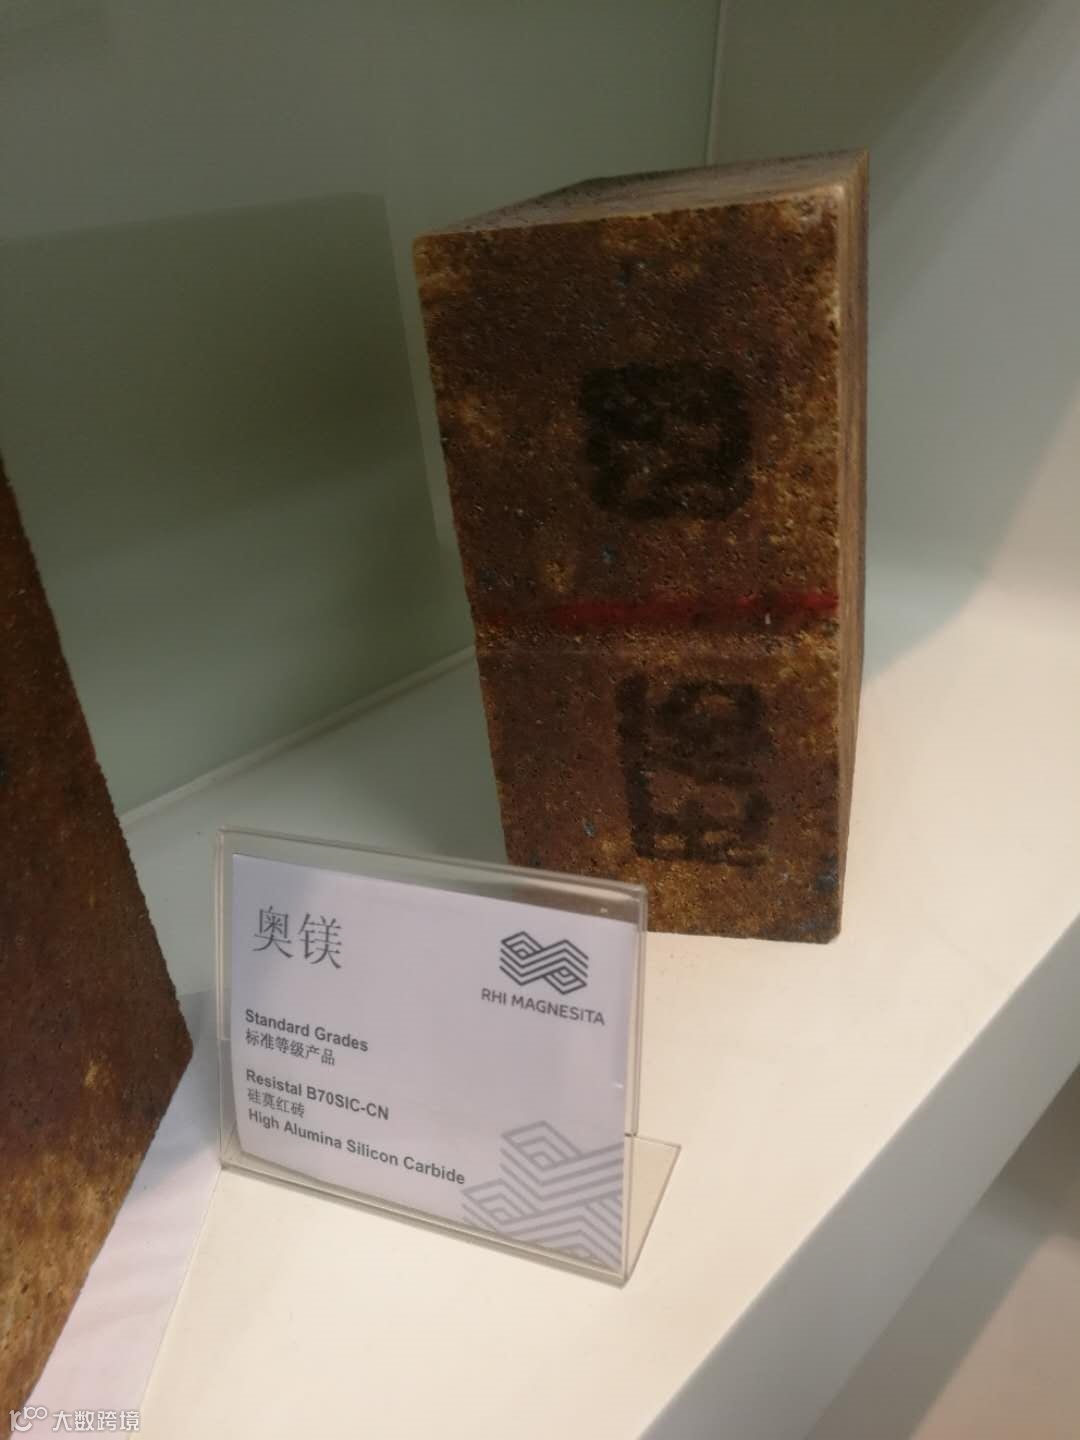 奥镁
RHI MAGNESITA
Standard Grades
标准等级产品
Resistal B70SIC-CN
硅莫红砖
High Alumina Silicon Carbide
大数跨境